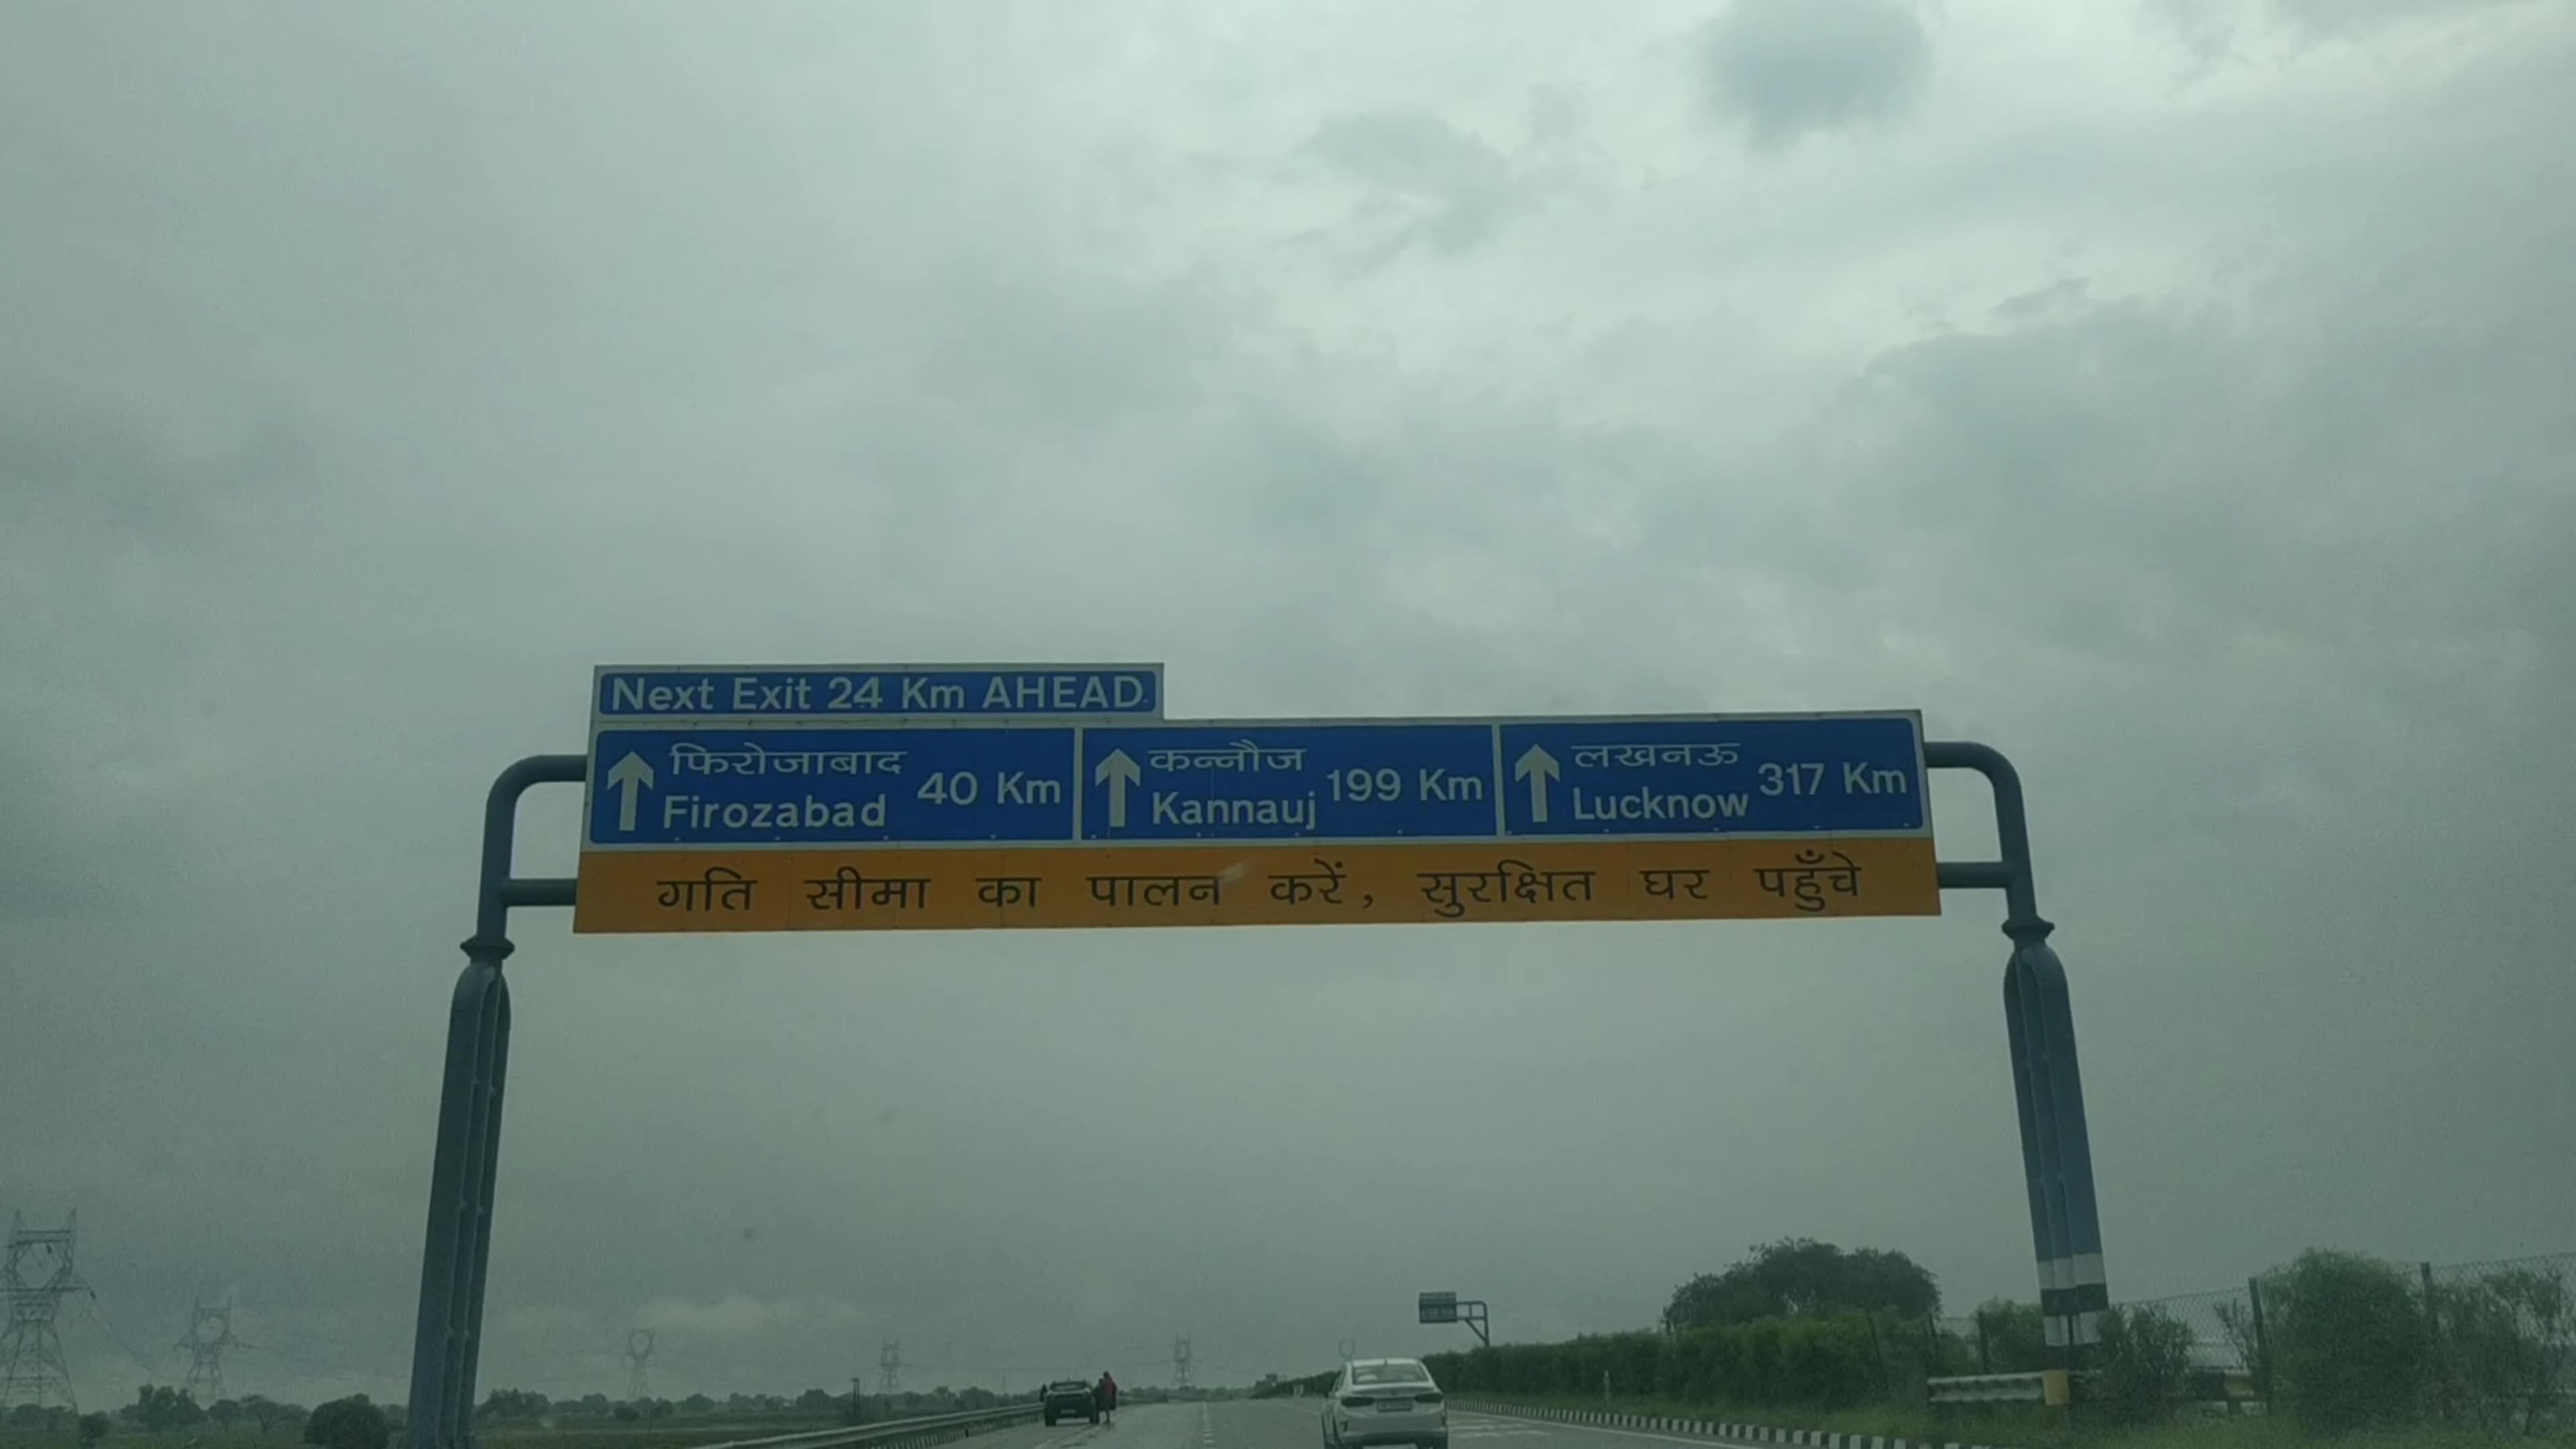 Next Exit 24 Km AHEAD
फिरोजाबाद
Firozabad
40 Km
कन्नौज
Kannauj
199 Km
लखनऊ
Lucknow
317 Km
गति सीमा का पालन करें, सुरक्षित घर पहुँचे